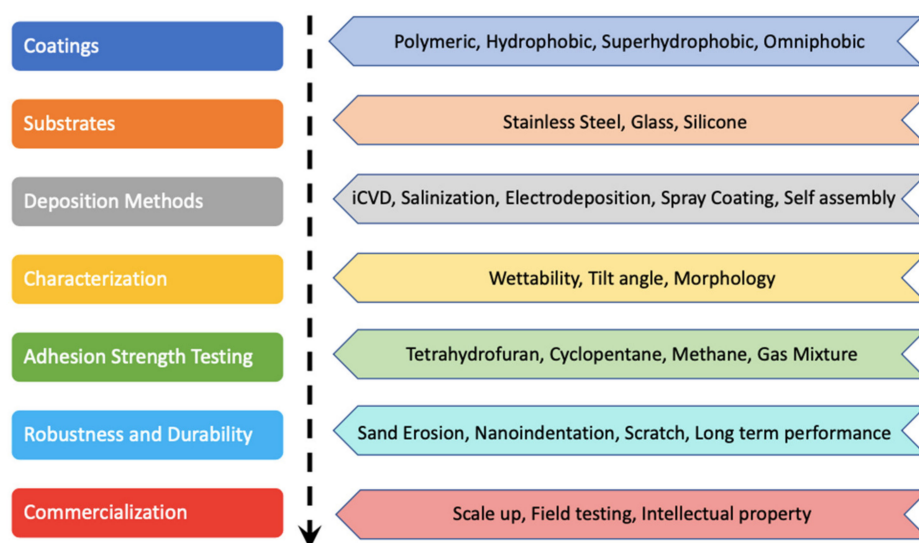 Coatings
Polymeric, Hydrophobic, Superhydrophobic, Omniphobic
Substrates
Stainless Steel, Glass, Silicone
Deposition Methods
iCVD, Salinization, Electrodeposition, Spray Coating, Self assembly
Characterization
Wettability, Tilt angle, Morphology
Adhesion Strength Testing
Tetrahydrofuran, Cyclopentane, Methane, Gas Mixture
Robustness and Durability
Sand Erosion, Nanoindentation, Scratch, Long term performance
Commercialization
Scale up, Field testing, Intellectual property